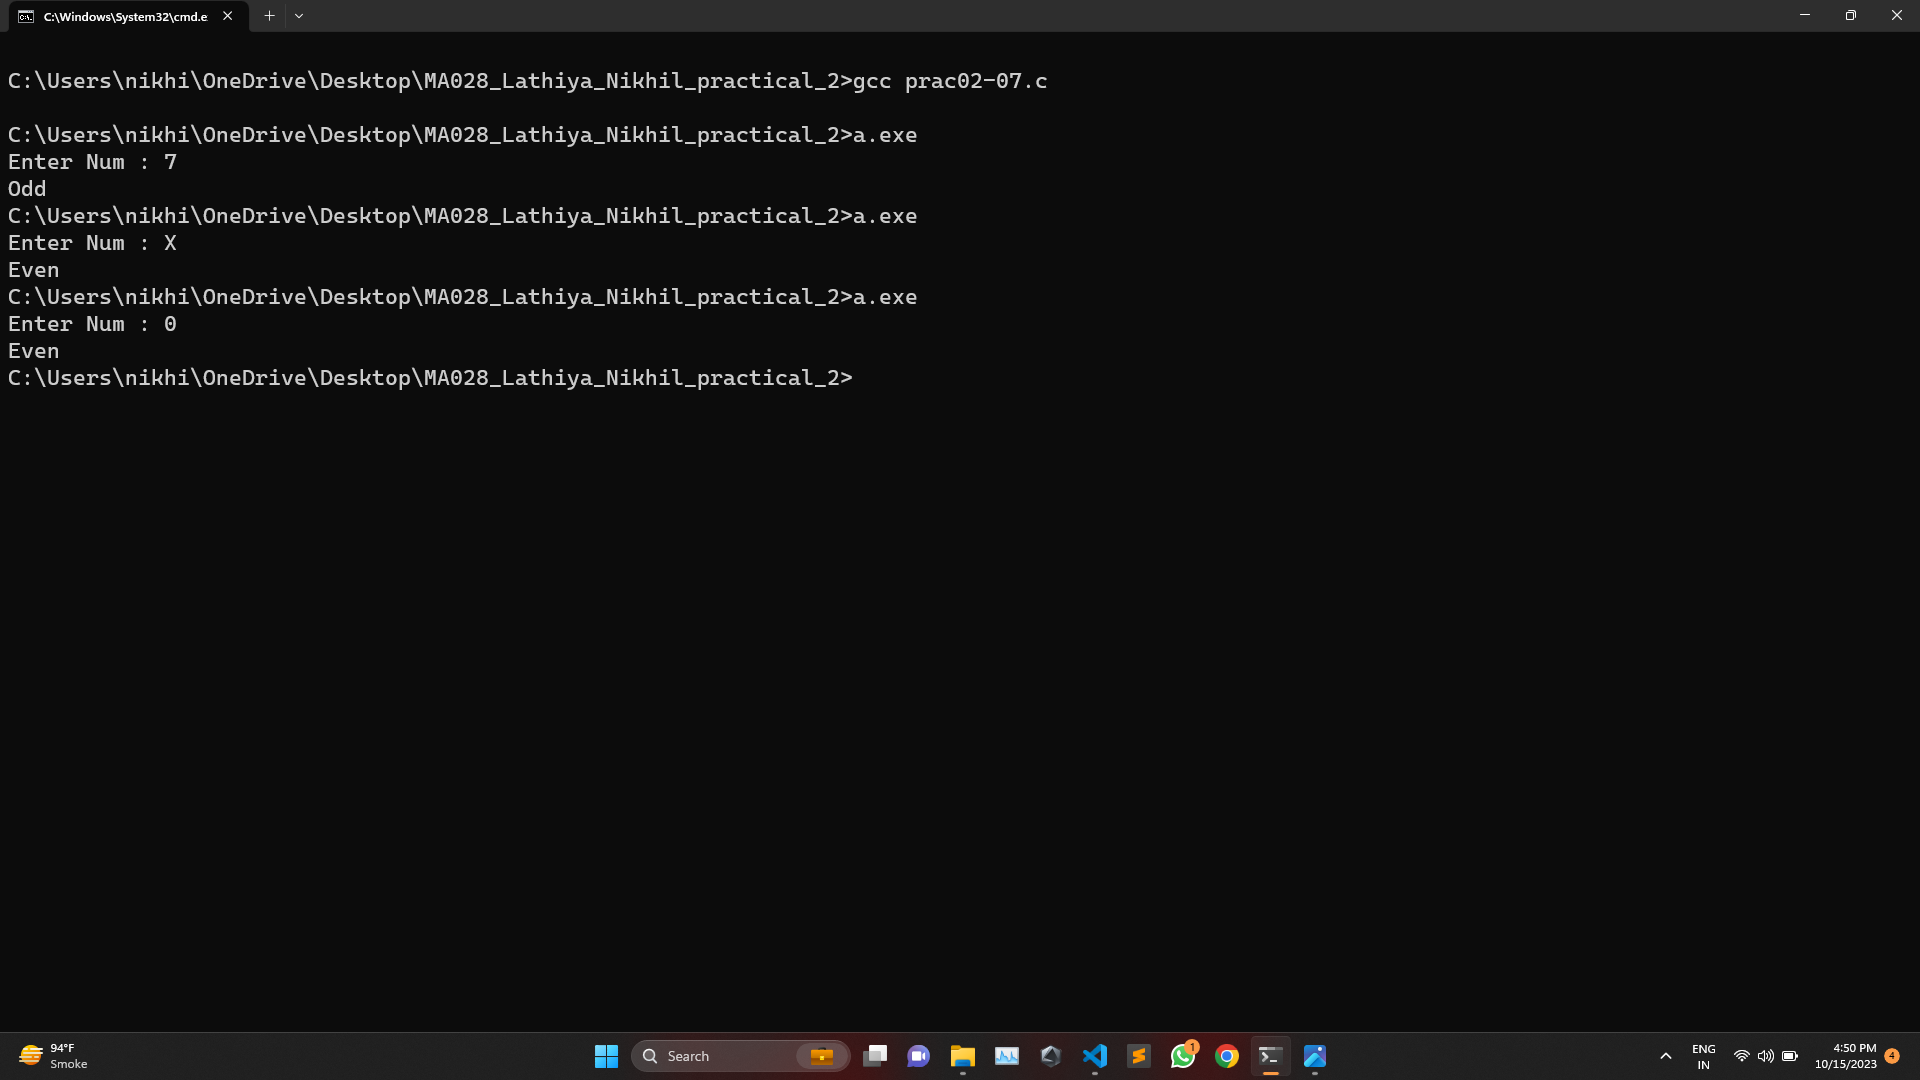 C:\Windows\System32\cmd.e
C:\Users\nikhi\OneDrive\Desktop\MA028_Lathiya_Nikhil_practical_2>gcc prac02-07.c
C:\Users\nikhi\OneDrive\Desktop\MA028_Lathiya_Nikhil_practical_2>a.exe
Enter Num : 7
Odd
C:\Users\nikhi\OneDrive\Desktop\MA028_Lathiya_Nikhil_practical_2>a.exe
Enter Num : X
Even
C:\Users\nikhi\OneDrive\Desktop\MA028_Lathiya_Nikhil_practical_2>a.exe
Enter Num : 0
Even
C:\Users\nikhi\OneDrive\Desktop\MA028_Lathiya_Nikhil_practical_2>
94°F
Smoke
Search
1
ENG
IN
4:50 PM
10/15/2023
4